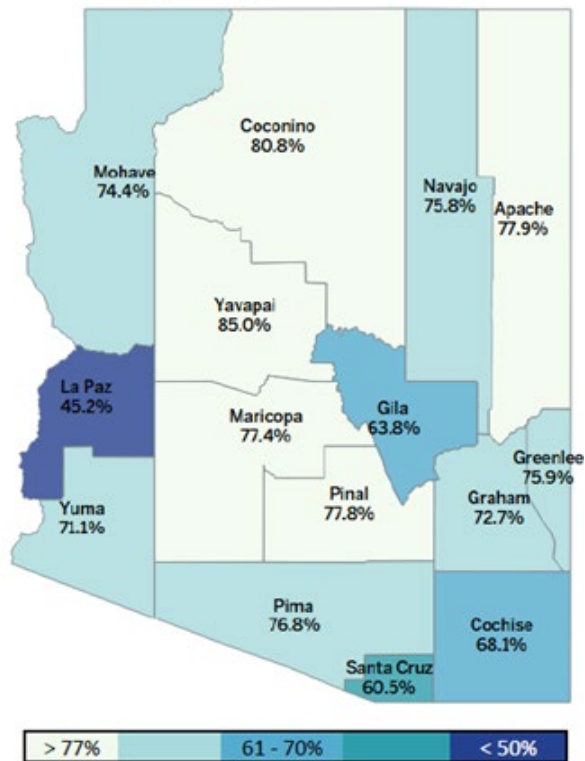 Coconino
80.8%
Mohave
74.4%
Navajo
75.8%
Apache
77.9%
Yavapai
85.0%
La Paz
45.2%
Maricopa
77.4%
Gila
63.8%
Greenlee
75.9%
Yuma
71.1%
Pinal
77.8%
Graham
72.7%
Pima
76.8%
Cochise
68.1%
Santa Cruz
60.5%
> 77%
61 - 70%
< 50%